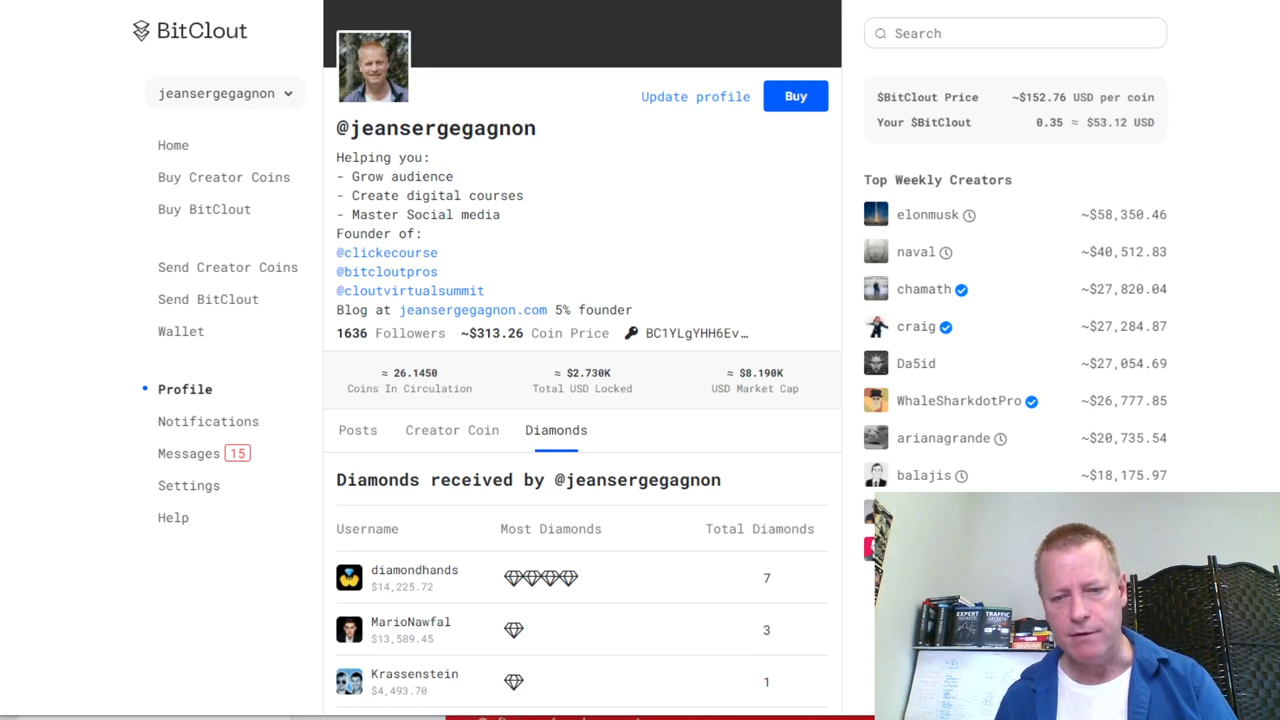 BitClout
jeansergegagnon
Home
Buy Creator Coins
Buy BitClout
Send Creator Coins
Send BitClout
Wallet
Profile
Notifications
Messages 15
Settings
Help
Update profile
Buy
@jeansergegagnon
Helping you:
- Grow audience
- Create digital courses
- Master Social media
Founder of:
@clickecourse
@bitcloutpros
@cloutvirtualsummit
Blog at jeansergegagnon.com 5% founder
1636 Followers ~$313.26 Coin Price BC1YLgYHH6Ev…
≈ 26.1450 ≈ $2.730K ≈ $8.190K
Coins In Circulation Total USD Locked USD Market Cap
Posts Creator Coin Diamonds
Diamonds received by @jeansergegagnon
Username Most Diamonds Total Diamonds
diamondhands
$14,225.72
7
MarioNawfal
$13,589.45
3
Krassenstein
$4,493.70
1
Search
$BitClout Price ~$152.76 USD per coin
Your $BitClout 0.35 ≈ $53.12 USD
Top Weekly Creators
elonmusk ~$58,350.46
naval ~$40,512.83
chamath ~$27,820.04
craig ~$27,284.87
Da5id ~$27,054.69
WhaleSharkdotPro ~$26,777.85
arianagrande ~$20,735.54
balajis ~$18,175.97
EXPERT
SECRETS
TRAFFIC
SECRETS